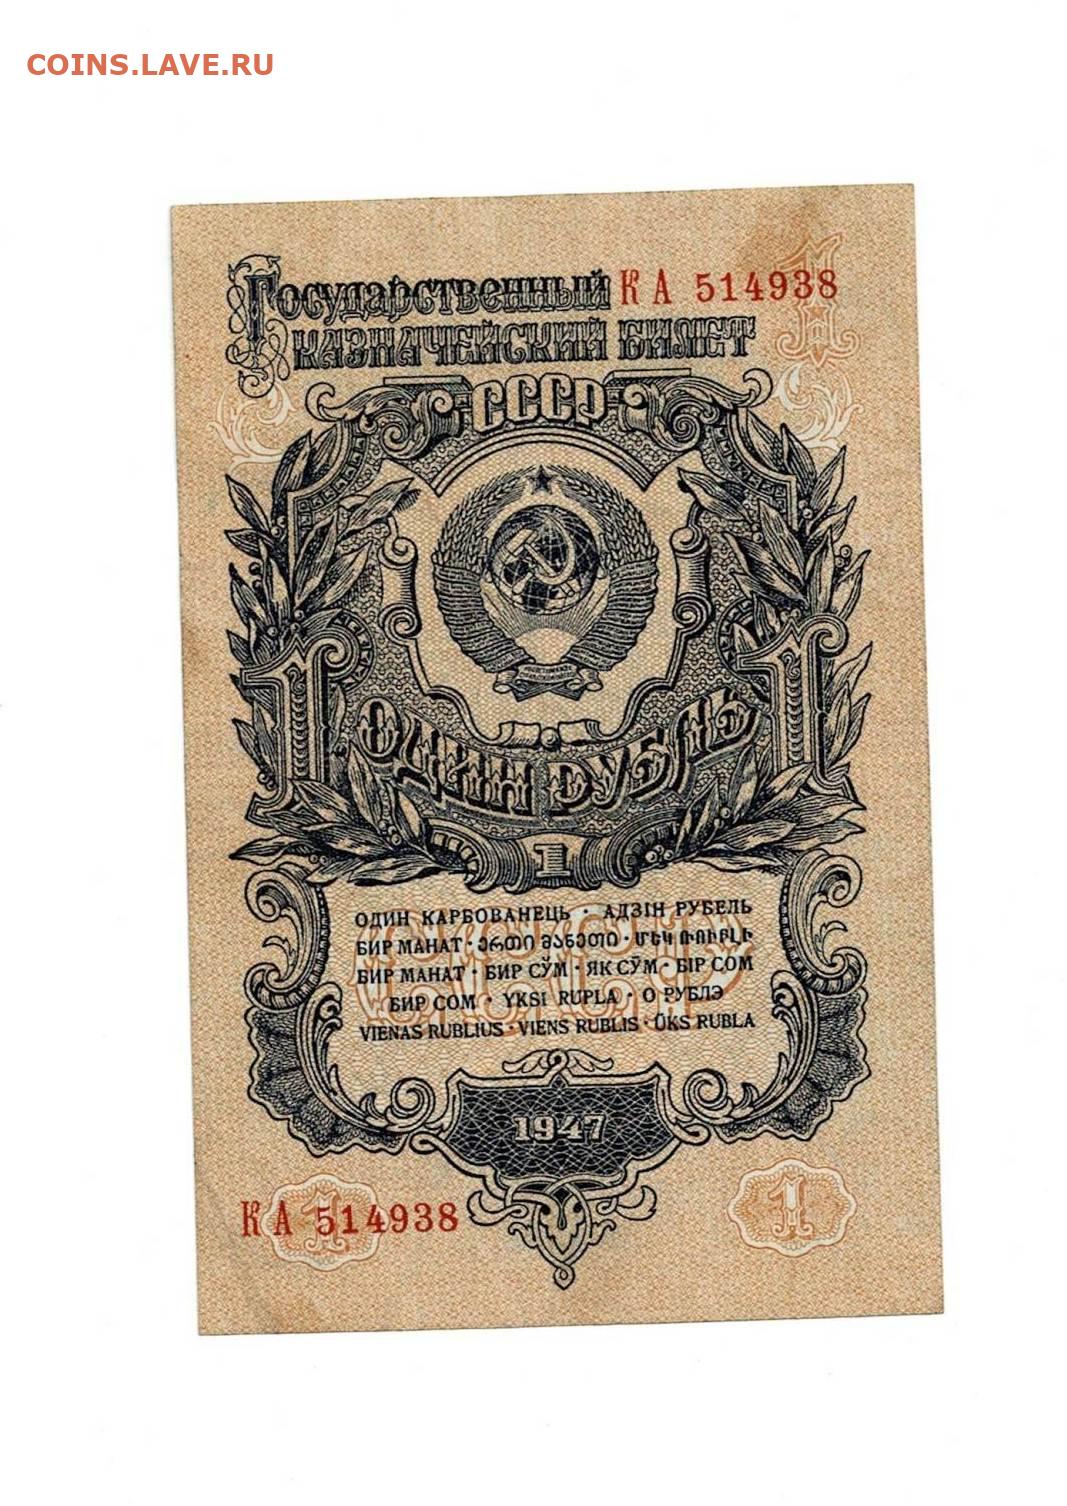 COINS.LAVE.RU
Государственный КА 514938
казначейский билет
СССР
1 1
ОДИН РУБЛЬ
1
ОДИН КАРБОВАНЕЦЬ · АДЗІН РУБЕЛЬ
БИР МАНАТ · ერთი მანეთი · ՄԵԿ ՌՈՒԲԼԻ
БИР МАНАТ · БИР СЎМ · ЯК СӮМ · БІР СОМ
БИР СОМ · YKSI RUPLA · О РУБЛЭ
VIENAS RUBLIUS · VIENS RUBLIS · ÜKS RUBLA
1947
КА 514938 1